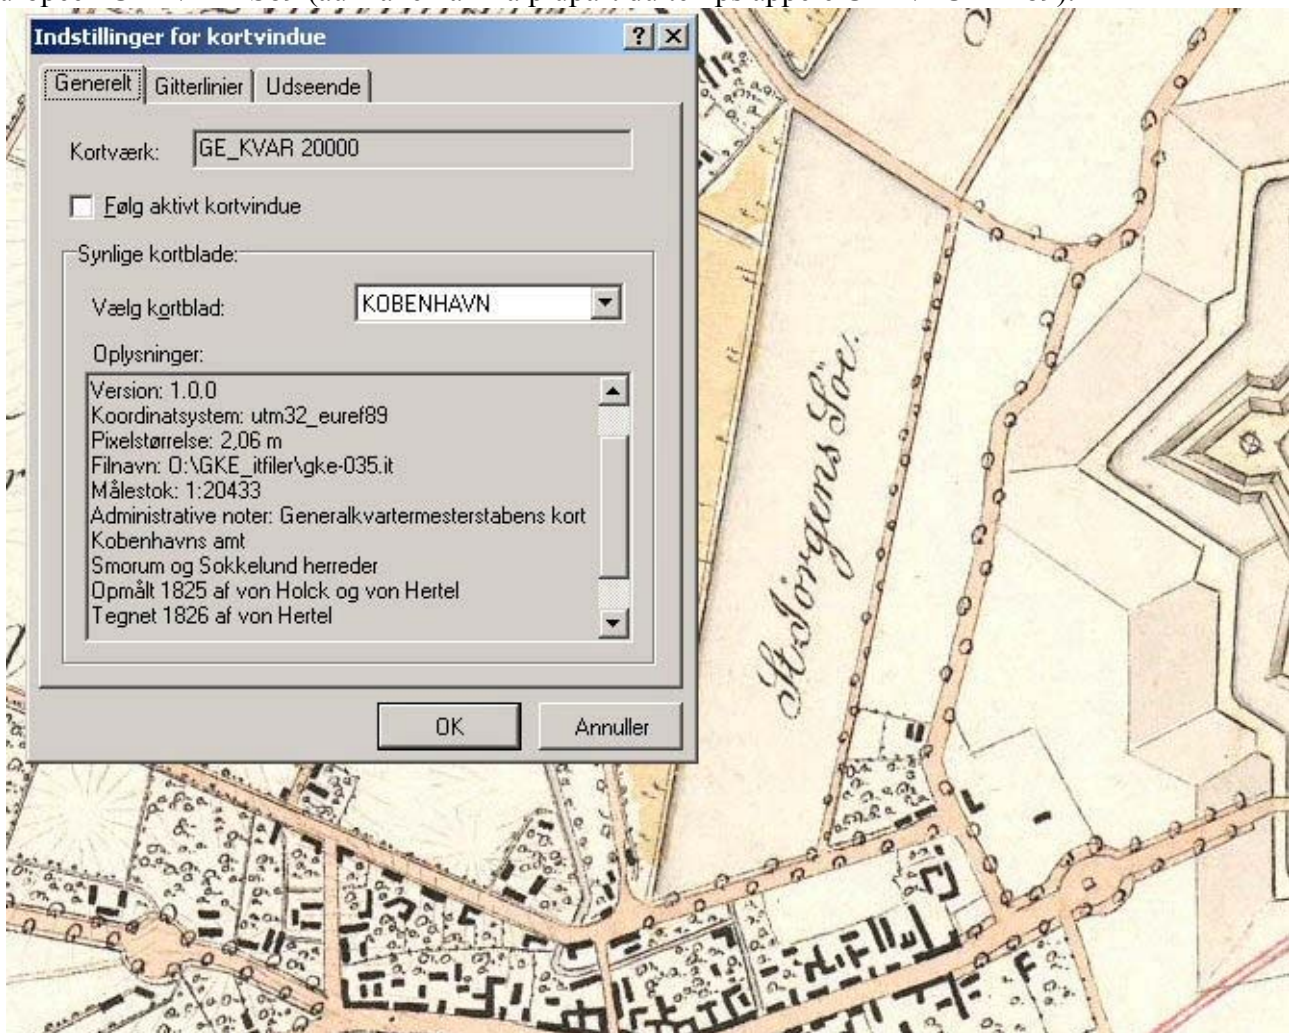 Indstillinger for kortvindue
Generelt
Gitterlinier
Udseende
Kortværk: GE_KVAR 20000
Følg aktivt kortvindue
Synlige kortblade:
Vælg kortblad: KOBENHAVN
Oplysninger:
Version: 1.0.0
Koordinatsystem: utm32_euref89
Pixelstørrelse: 2,06 m
Filnavn: O:\GKE_itfiler\gke-035.it
Målestok: 1:20433
Administrative noter: Generalkvartermesterstabens kort
Kobenhavns amt
Smorum og Sokkelund herreder
Opmålt 1825 af von Holck og von Hertel
Tegnet 1826 af von Hertel
OK
Annuller
St Jörgens Söe.